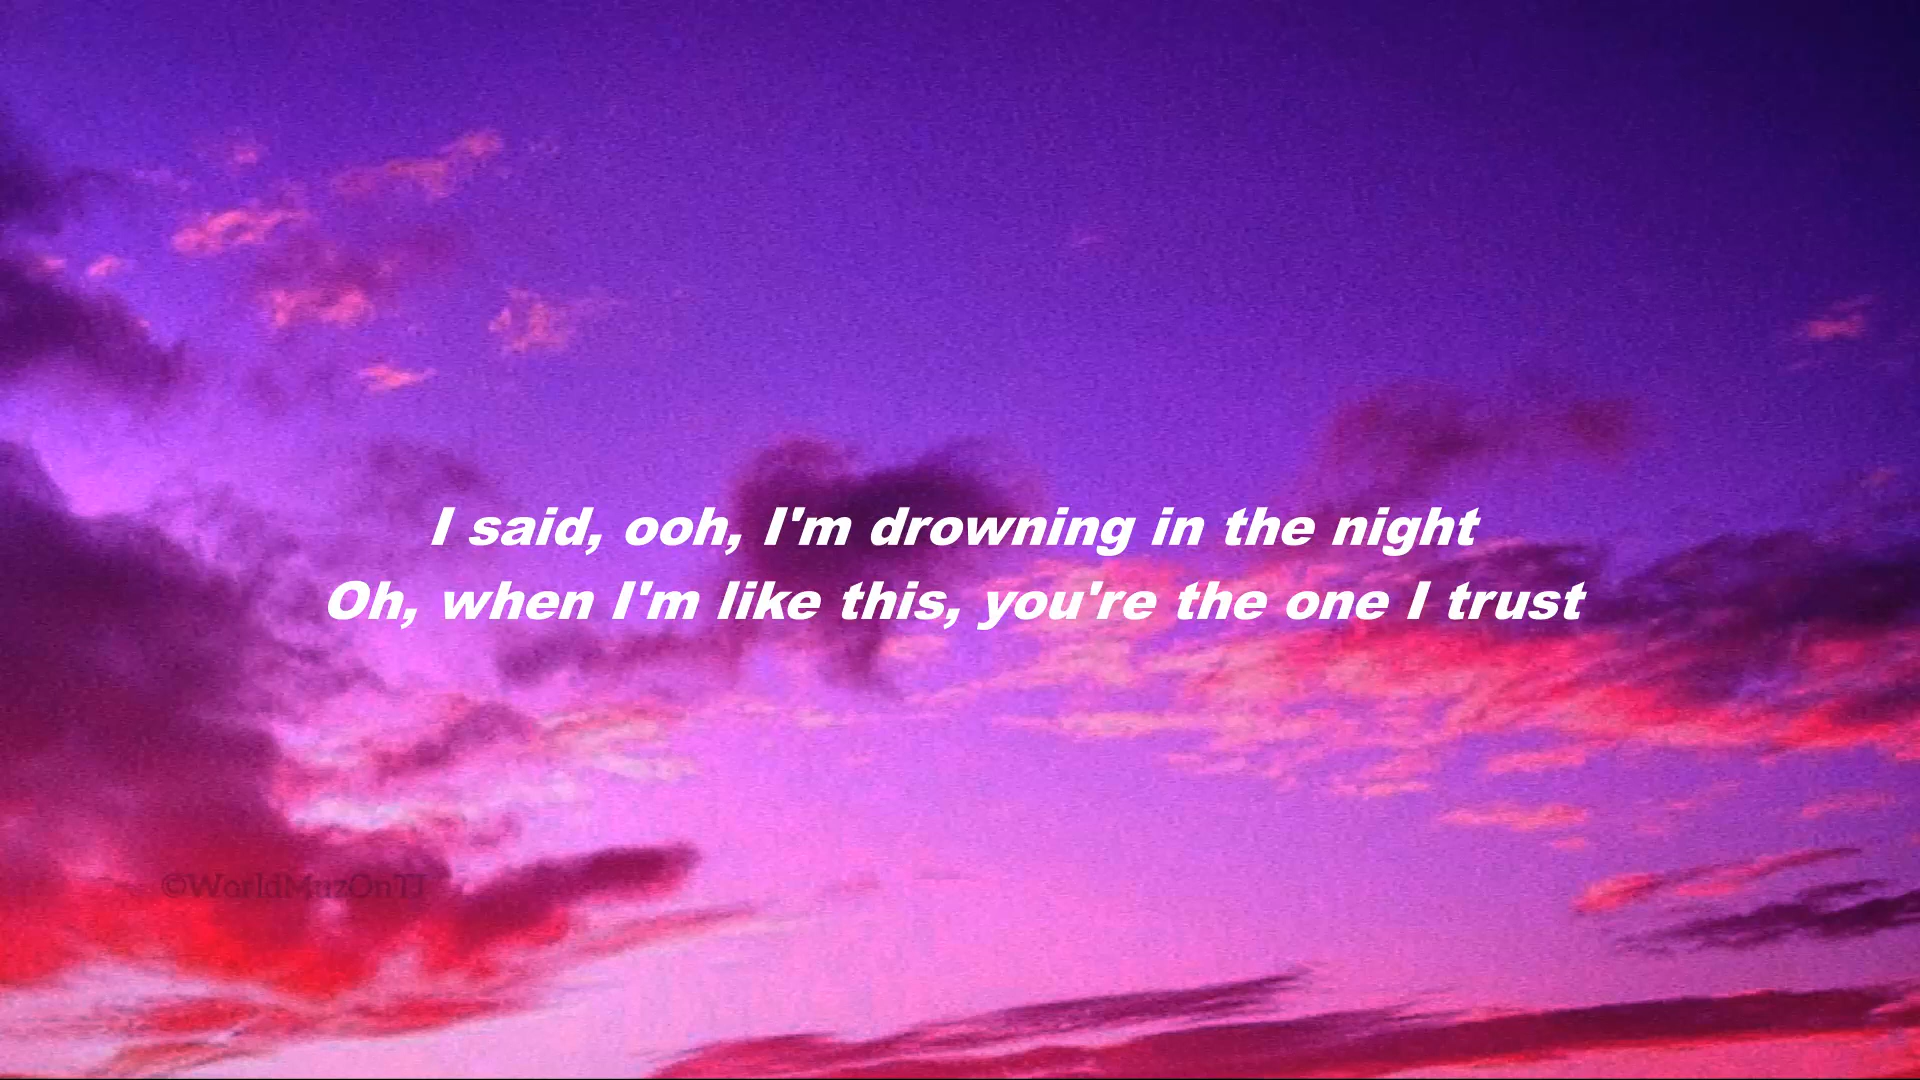 I said, ooh, I'm drowning in the night
Oh, when I'm like this, you're the one I trust
©WorldMuzOnTJ